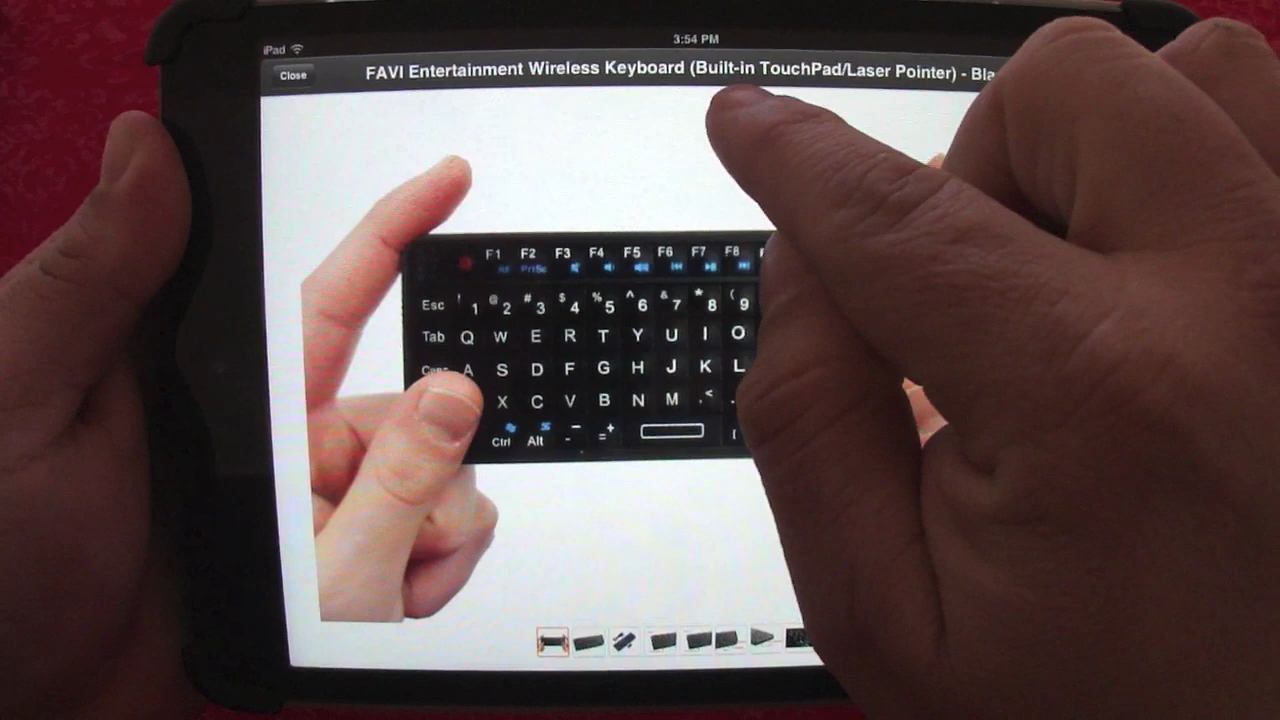 iPad 3:54 PM
Close FAVI Entertainment Wireless Keyboard (Built-in TouchPad/Laser Pointer) - Bla
F1 F2 F3 F4 F5 F6 F7 F8
PrtSc
Esc ! 1 @ 2 # 3 $ 4 % 5 ^ 6 & 7 * 8 ( 9
Tab Q W E R T Y U I O
Caps A S D F G H J K L
X C V B N M , <
Ctrl Alt - = +